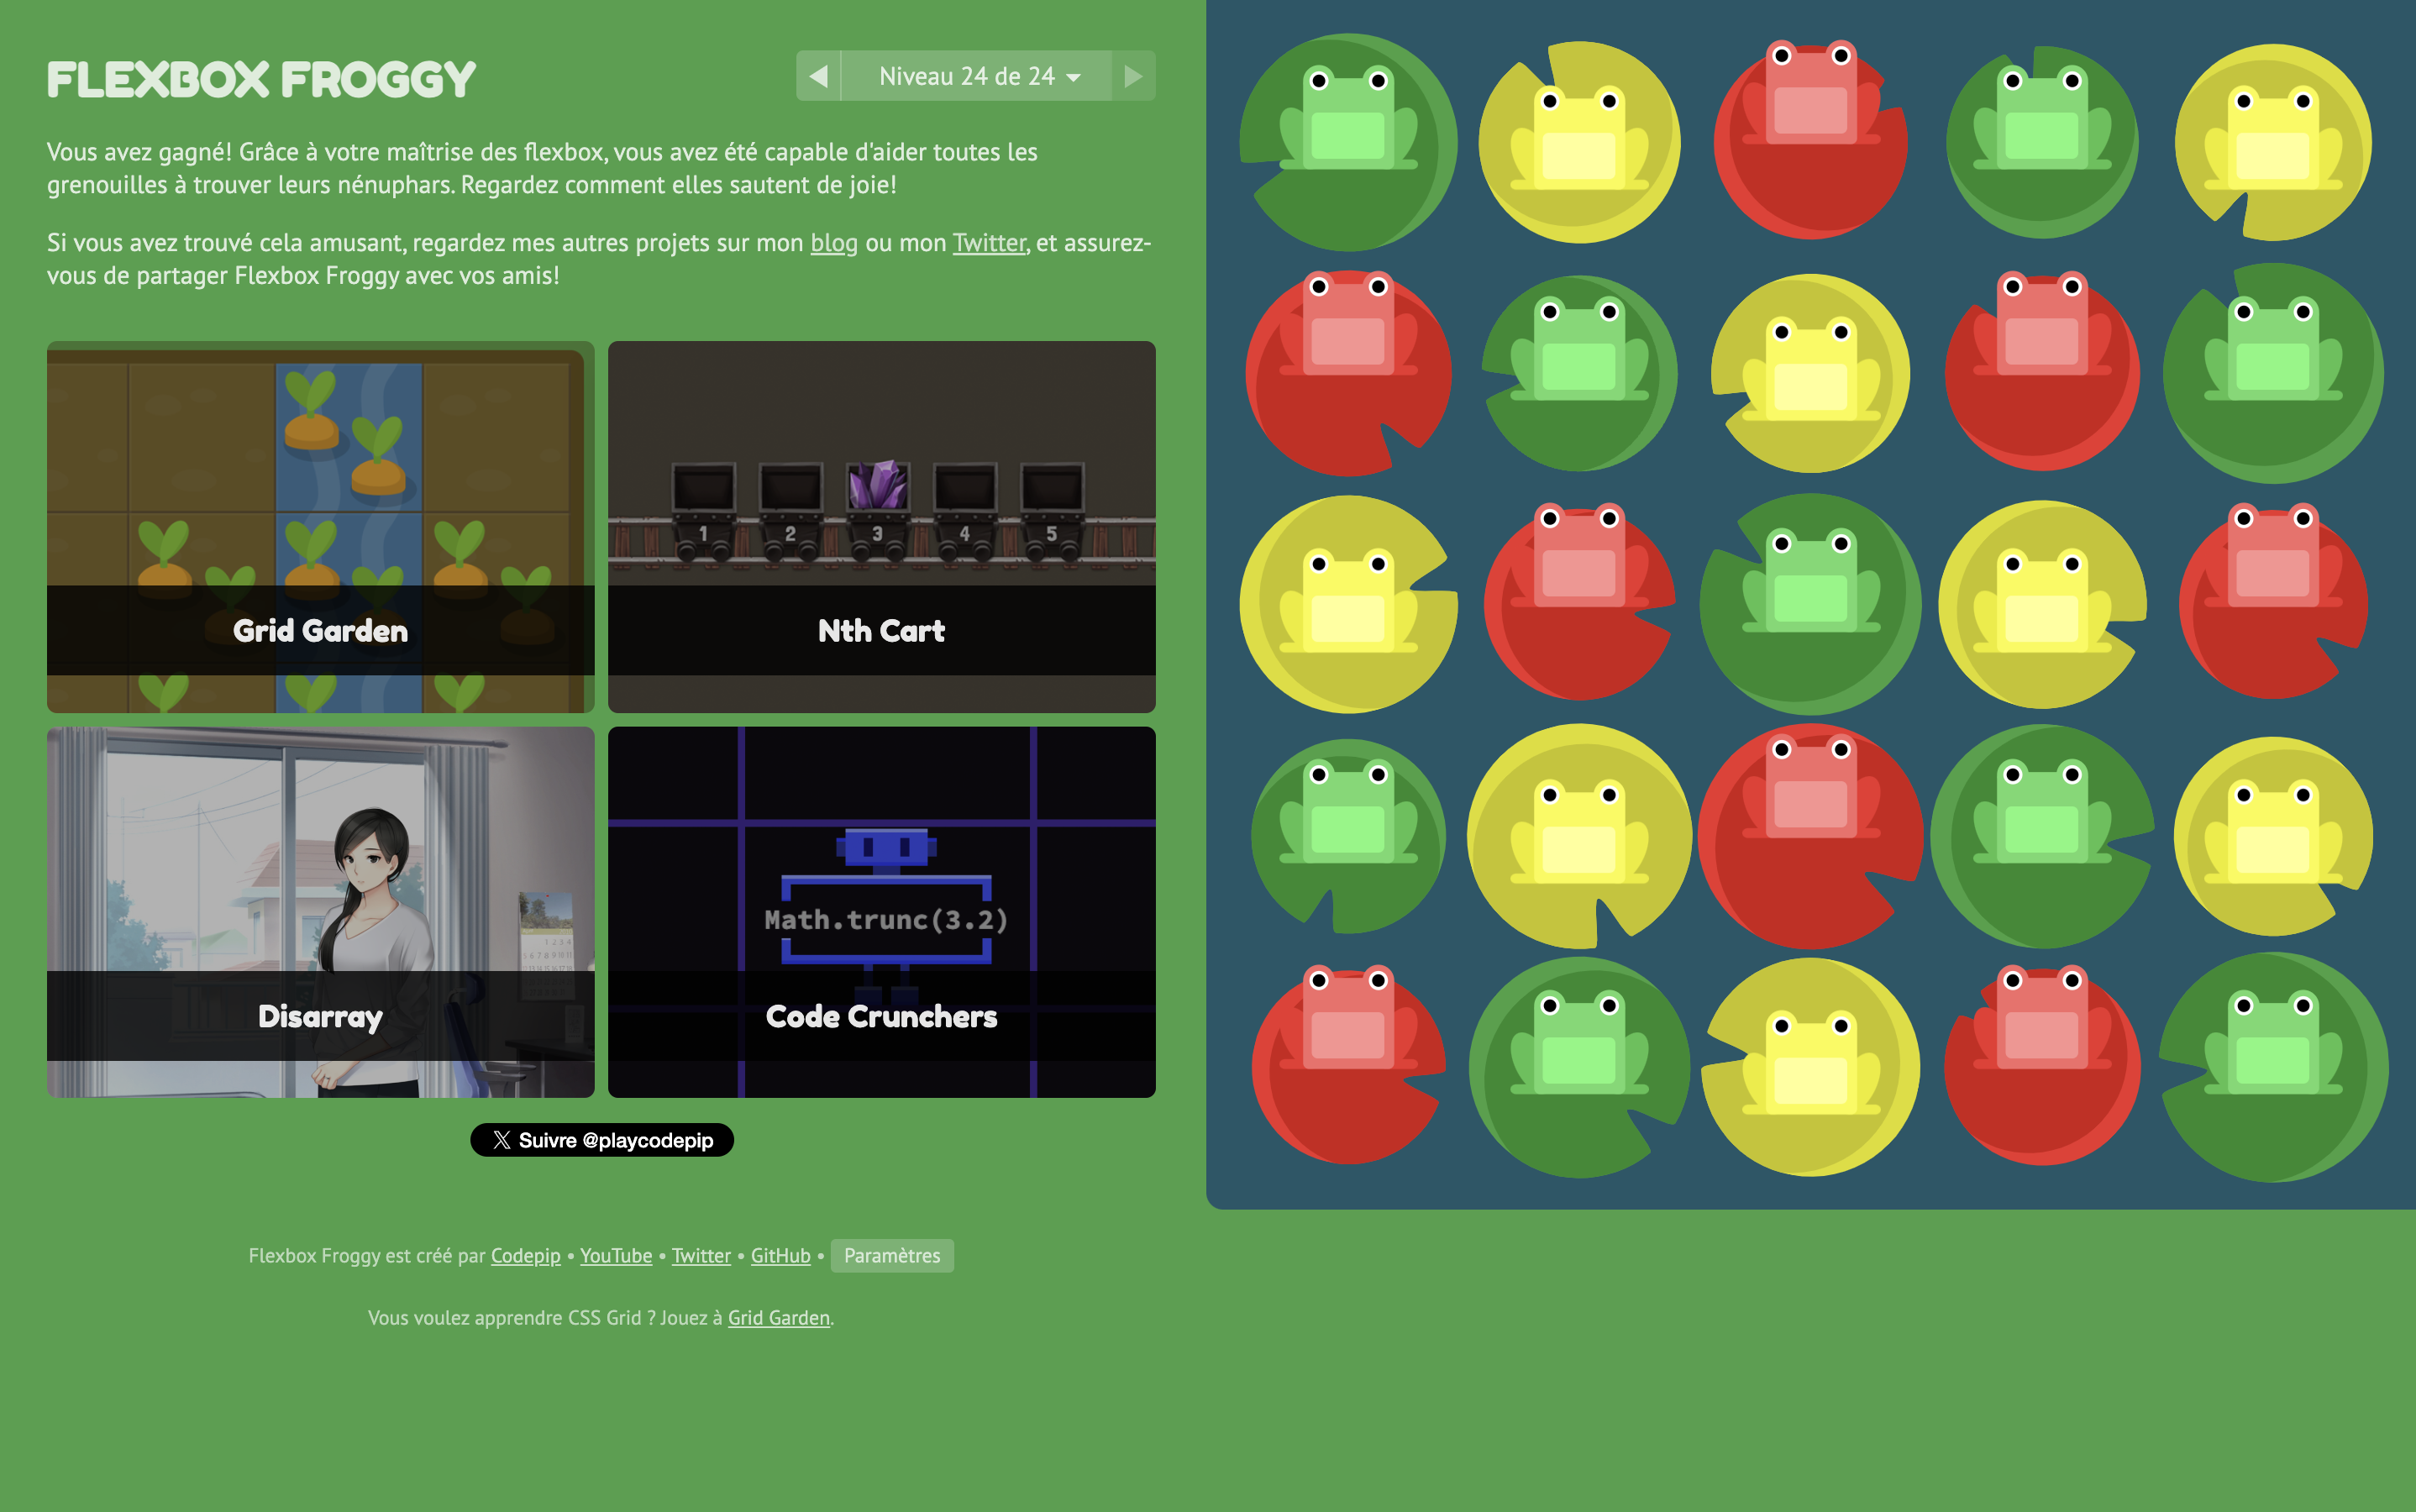 FLEXBOX FROGGY
Niveau 24 de 24
Vous avez gagné! Grâce à votre maîtrise des flexbox, vous avez été capable d'aider toutes les
grenouilles à trouver leurs nénuphars. Regardez comment elles sautent de joie!
Si vous avez trouvé cela amusant, regardez mes autres projets sur mon blog ou mon Twitter, et assurez-
vous de partager Flexbox Froggy avec vos amis!
Grid Garden
1 2 3 4 5
Nth Cart
Disarray
Math.trunc(3.2)
Code Crunchers
𝕏 Suivre @playcodepip
Flexbox Froggy est créé par Codepip • YouTube • Twitter • GitHub • Paramètres
Vous voulez apprendre CSS Grid ? Jouez à Grid Garden.